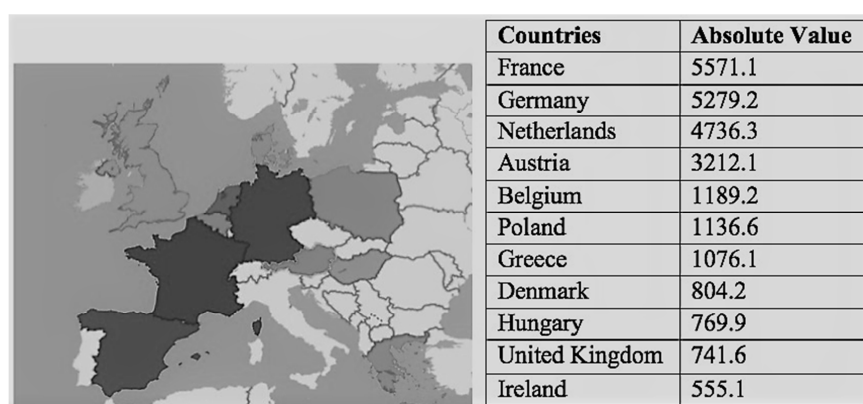 Countries Absolute Value
France 5571.1
Germany 5279.2
Netherlands 4736.3
Austria 3212.1
Belgium 1189.2
Poland 1136.6
Greece 1076.1
Denmark 804.2
Hungary 769.9
United Kingdom 741.6
Ireland 555.1